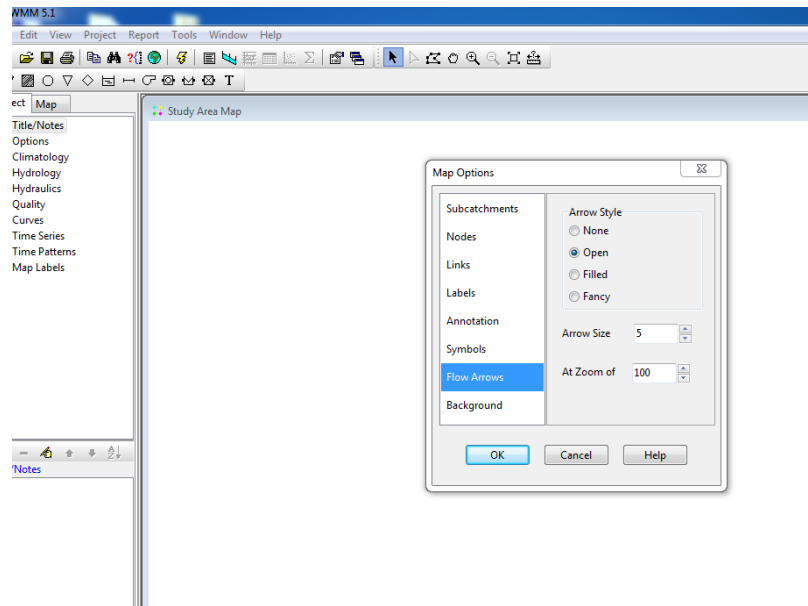 WMM 5.1
Edit View Project Report Tools Window Help
T
ect Map
Study Area Map
Title/Notes
Options
Climatology
Hydrology
Hydraulics
Quality
Curves
Time Series
Time Patterns
Map Labels
/Notes
Map Options
Subcatchments
Nodes
Links
Labels
Annotation
Symbols
Flow Arrows
Background
Arrow Style
None
Open
Filled
Fancy
Arrow Size 5
At Zoom of 100
OK Cancel Help